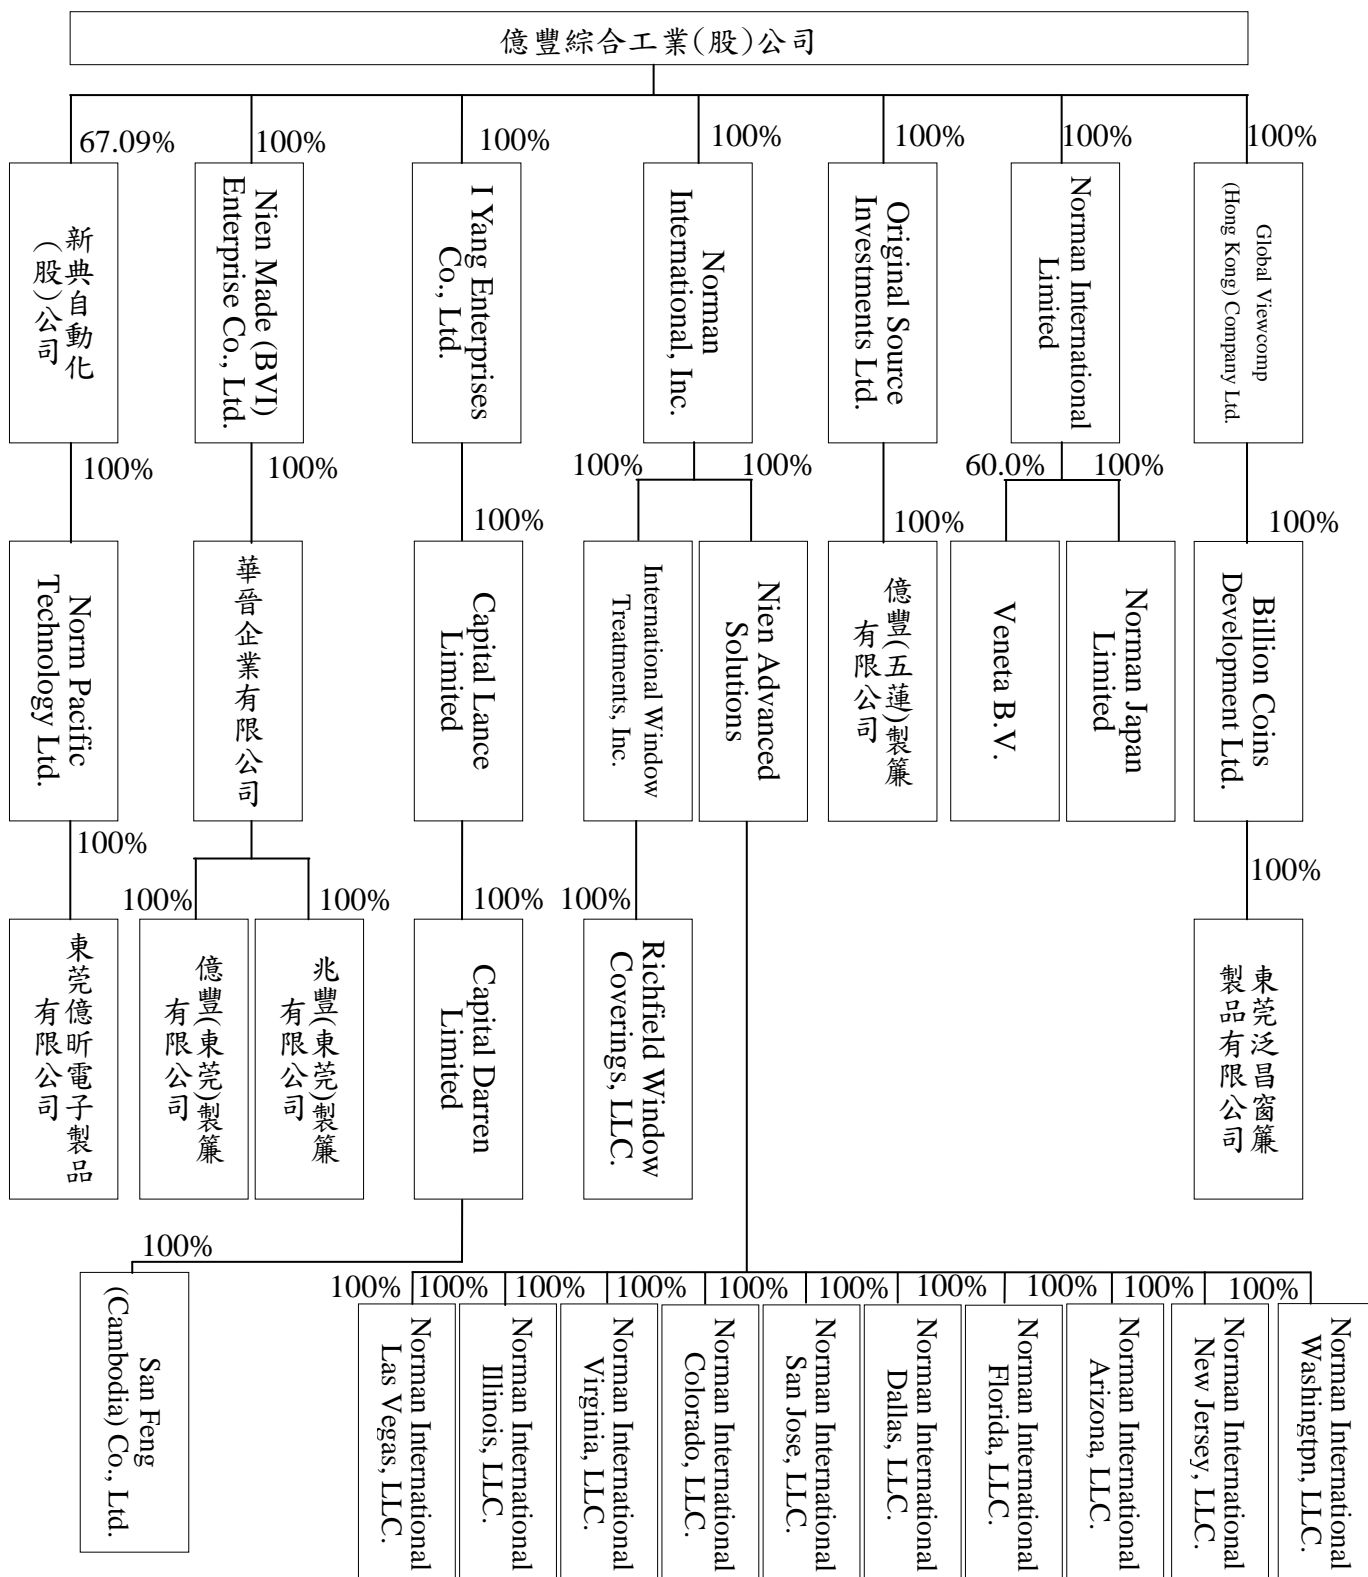 億豐綜合工業(股)公司
67.09%
100%
100%
100%
100%
100%
100%
新典自動化
(股)公司
Nien Made (BVI)
Enterprise Co., Ltd.
I Yang Enterprises
Co., Ltd.
Norman
International, Inc.
Original Source
Investments Ltd.
Norman International
Limited
Global Viewcomp
(Hong Kong) Company Ltd.
100%
100%
100%
100%
100%
100%
60.0%
100%
100%
Norm Pacific
Technology Ltd.
華晉企業有限公司
Capital Lance
Limited
International Window
Treatments, Inc.
Nien Advanced
Solutions
億豐(五蓮)製簾
有限公司
Veneta B.V.
Norman Japan
Limited
Billion Coins
Development Ltd.
100%
100%
100%
100%
100%
100%
東莞億昕電子製品
有限公司
億豐(東莞)製簾
有限公司
兆豐(東莞)製簾
有限公司
Capital Darren
Limited
Richfield Window
Coverings, LLC.
東莞泛昌窗簾
製品有限公司
100%
100%
100%
100%
100%
100%
100%
100%
100%
100%
100%
San Feng
(Cambodia) Co., Ltd.
Norman International
Las Vegas, LLC.
Norman International
Illinois, LLC.
Norman International
Virginia, LLC.
Norman International
Colorado, LLC.
Norman International
San Jose, LLC.
Norman International
Dallas, LLC.
Norman International
Florida, LLC.
Norman International
Arizona, LLC.
Norman International
New Jersey, LLC.
Norman International
Washingtpn, LLC.